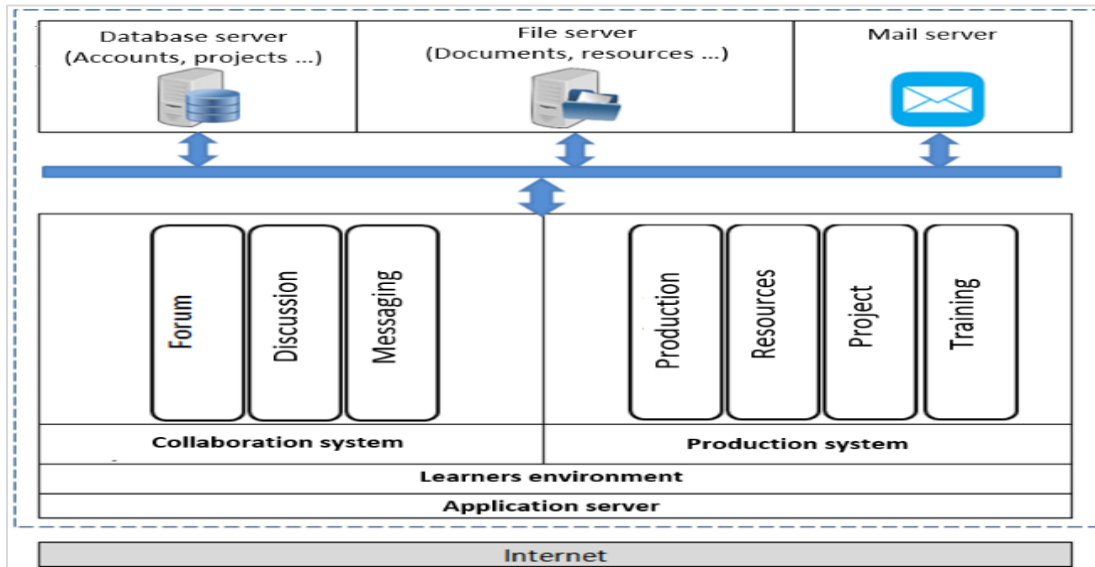 Database server
(Accounts, projects ...)
File server
(Documents, resources ...)
Mail server
Forum
Discussion
Messaging
Production
Resources
Project
Training
Collaboration system
Production system
Learners environment
Application server
Internet